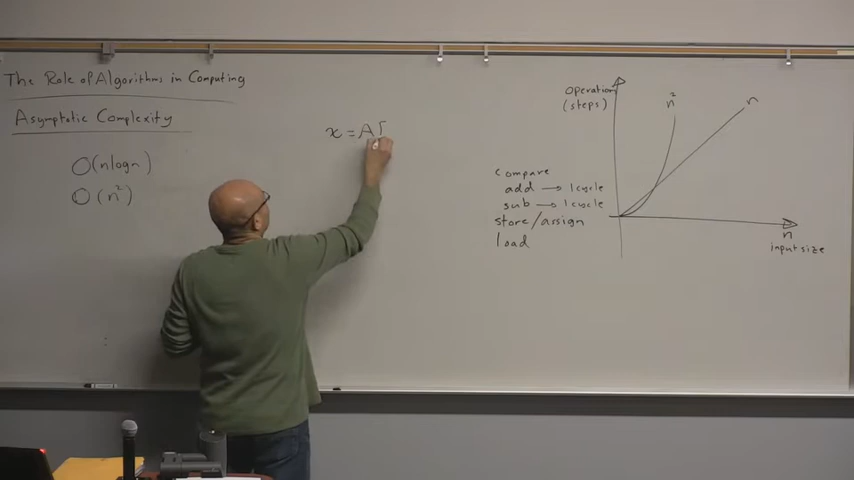 The Role of Algorithms in Computing
Asymptotic Complexity
O(nlogn)
O(n²)
x = A[
compare
add → 1 cycle
sub → 1 cycle
store/assign
load
operation
(steps)
n²
n
n
input size